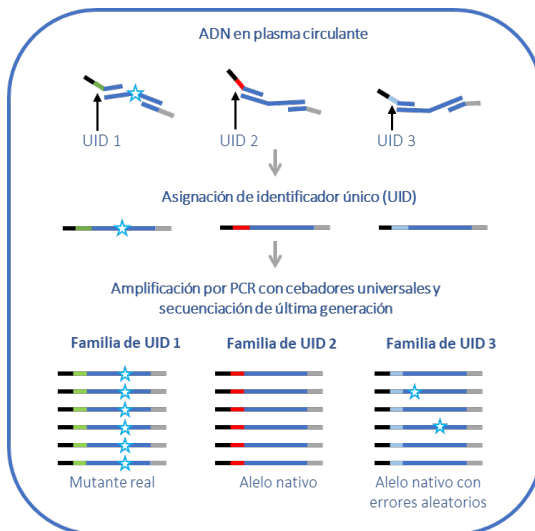 ADN en plasma circulante
UID 1
UID 2
UID 3
Asignación de identificador único (UID)
Amplificación por PCR con cebadores universales y
secuenciación de última generación
Familia de UID 1
Familia de UID 2
Familia de UID 3
Mutante real
Alelo nativo
Alelo nativo con
errores aleatorios